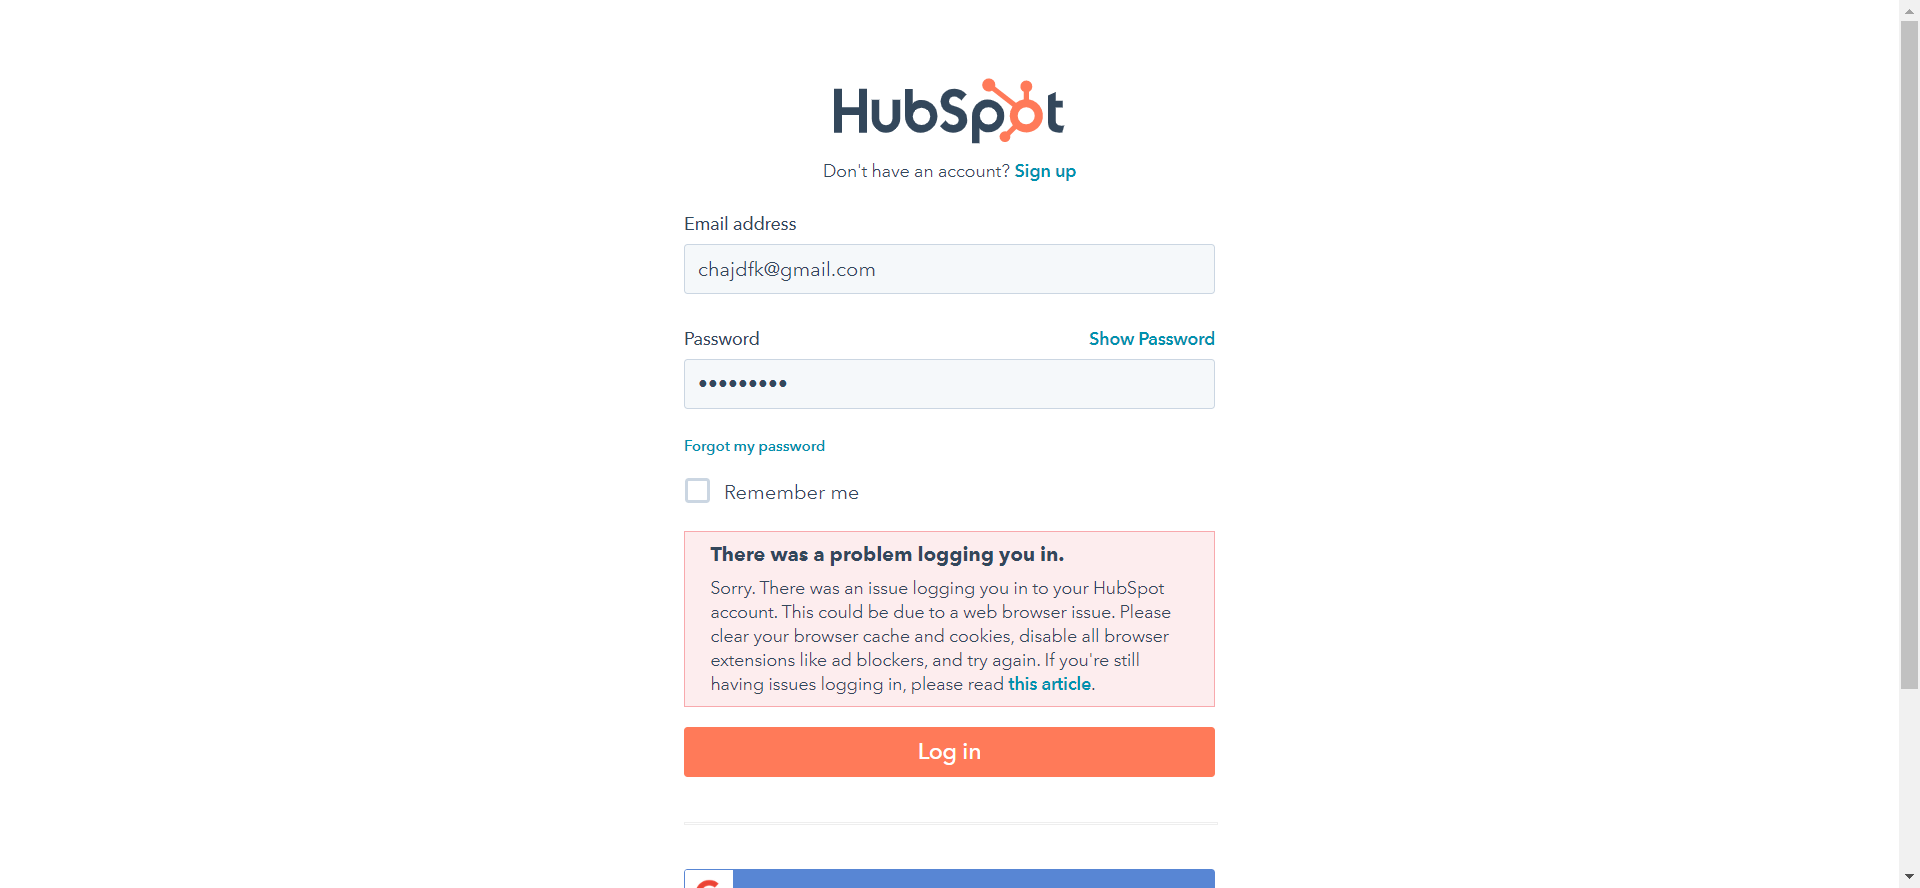 HubSpot
Don't have an account? Sign up
Email address
chajdfk@gmail.com
Password
Show Password
•••••••••
Forgot my password
Remember me
There was a problem logging you in.
Sorry. There was an issue logging you in to your HubSpot
account. This could be due to a web browser issue. Please
clear your browser cache and cookies, disable all browser
extensions like ad blockers, and try again. If you're still
having issues logging in, please read this article.
Log in